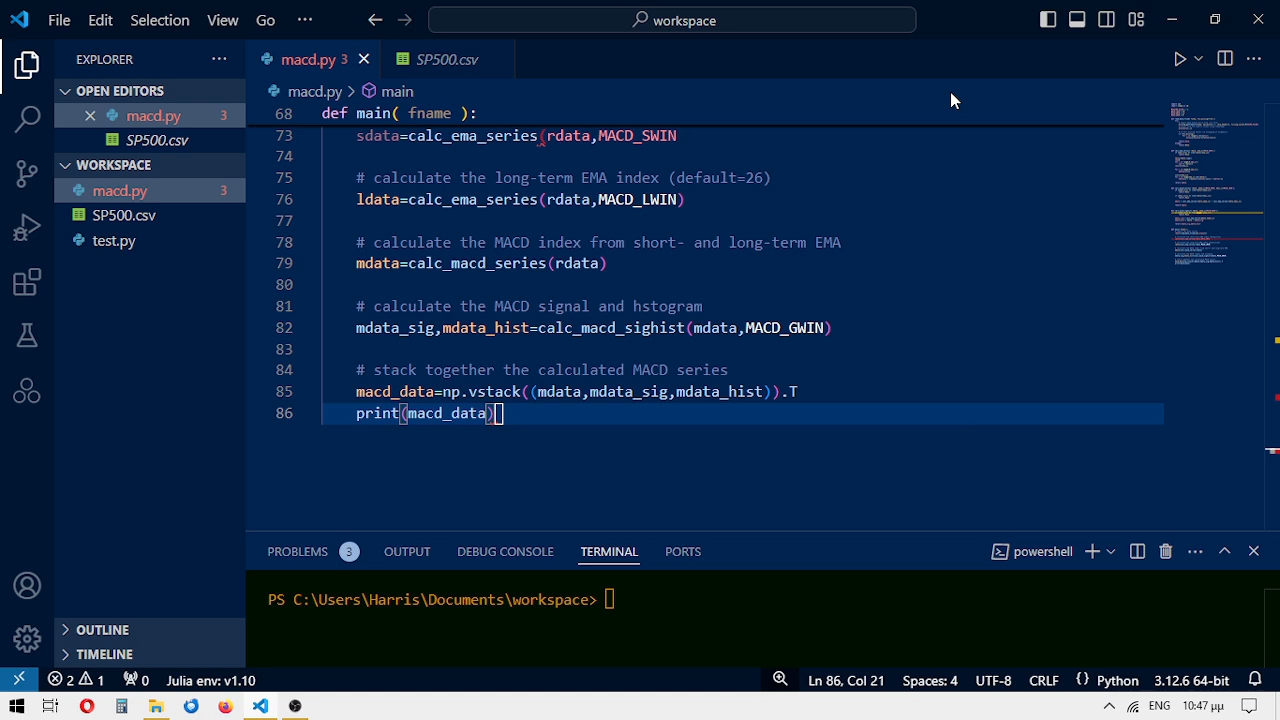 File Edit Selection View Go ··· workspace
EXPLORER ···
macd.py 3
SP500.csv
OPEN EDITORS
macd.py 3
SP500.csv
WORKSPACE
macd.py 3
SP500.csv
test.py
OUTLINE
TIMELINE
macd.py > main
68 def main( fname ):
73 sdata=calc_ema_series(rdata,MACD_SWIN
74
75 # calculate the long-term EMA index (default=26)
76 ldata=calc_ema_series(rdata,MACD_LWIN)
77
78 # calculate MACD index from short- and long-term EMA
79 mdata=calc_macd_series(rdata)
80
81 # calculate the MACD signal and hstogram
82 mdata_sig,mdata_hist=calc_macd_sighist(mdata,MACD_GWIN)
83
84 # stack together the calculated MACD series
85 macd_data=np.vstack((mdata,mdata_sig,mdata_hist)).T
86 print(macd_data)
PROBLEMS 3 OUTPUT DEBUG CONSOLE TERMINAL PORTS powershell
PS C:\Users\Harris\Documents\workspace>
2 1 0 Julia env: v1.10 Ln 86, Col 21 Spaces: 4 UTF-8 CRLF {} Python 3.12.6 64-bit
ENG 10:47 μμ